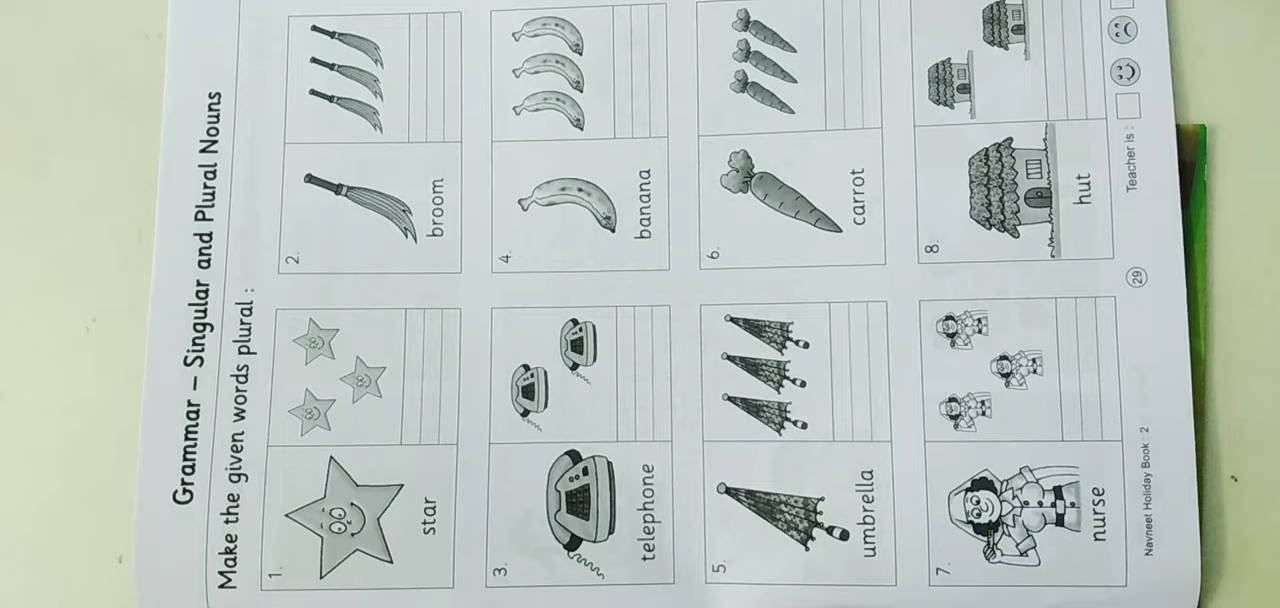 Grammar – Singular and Plural Nouns
Make the given words plural :
1.
star
2.
broom
3.
telephone
4.
banana
5.
umbrella
6.
carrot
7.
nurse
8.
hut
Navneet Holiday Book : 2
29
Teacher is :